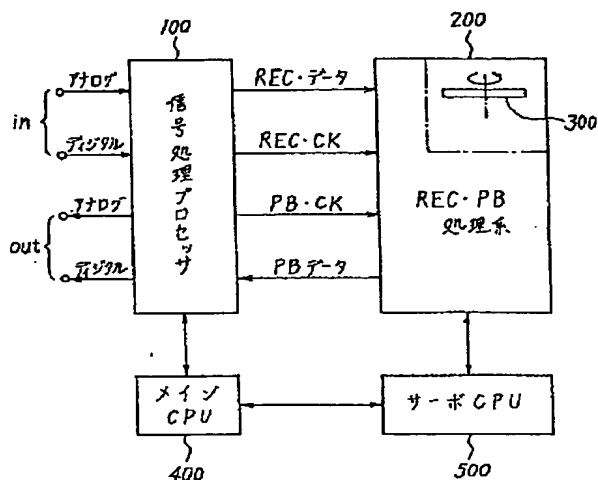 100
200
in
アナログ
ディジタル
out
アナログ
ディジタル
信号処理プロセッサ
REC・データ
REC・CK
PB・CK
PBデータ
300
REC・PB
処理系
メイン
CPU
サーボCPU
400
500